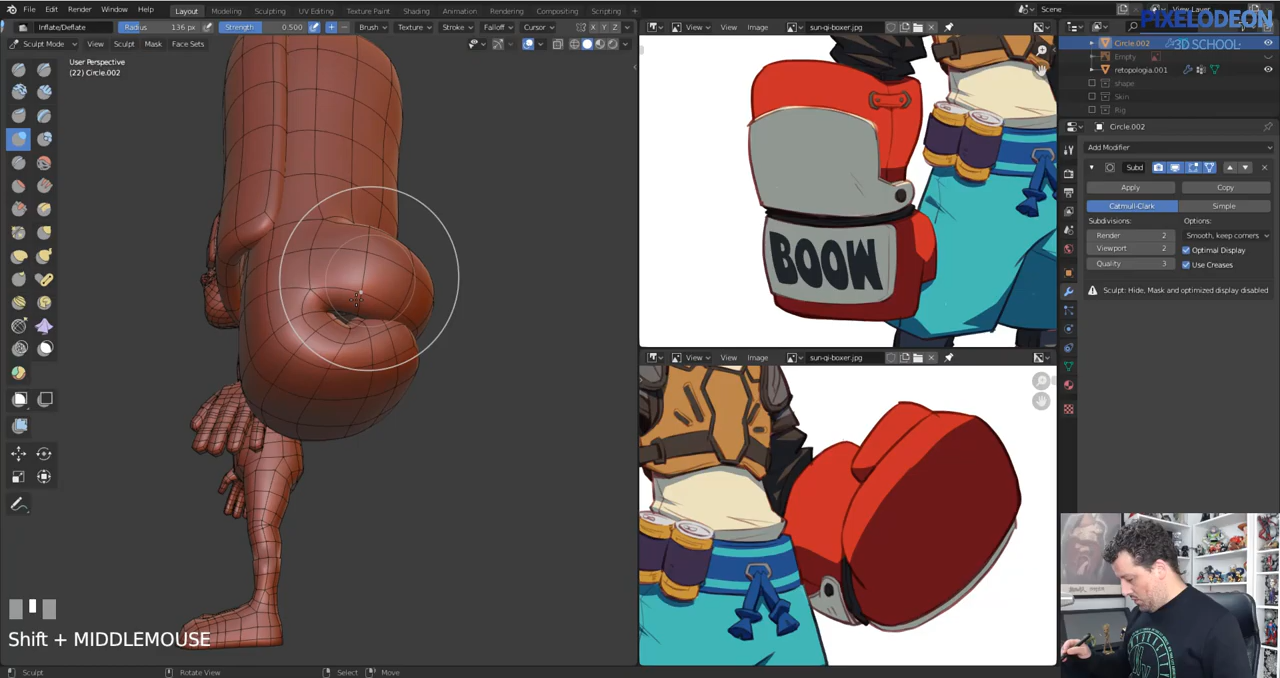 File Edit Render Window Help Layout Modeling Sculpting UV Editing Texture Paint Shading Animation Rendering Compositing Scripting + Scene
PIXELODEON
3D SCHOOL
Inflate/Deflate Radius 136 px Strength 0.500 Brush Texture Stroke Falloff Cursor X Y Z
View View Image sun-qi-boxer.jpg
Sculpt Mode View Sculpt Mask Face Sets
User Perspective
(22) Circle.002
Circle.002
Empty
retopologia.001
shape
Skin
Rig
Circle.002
Add Modifier
Subd
Apply Copy
Catmull-Clark Simple
Subdivisions: Options:
Render 2 Smooth, keep corners
Viewport 2 Optimal Display
Quality 3 Use Creases
Sculpt: Hide, Mask and optimized display disabled
BOOM
View View Image sun-qi-boxer.jpg
Shift + MIDDLEMOUSE
Sculpt Rotate View Select Move